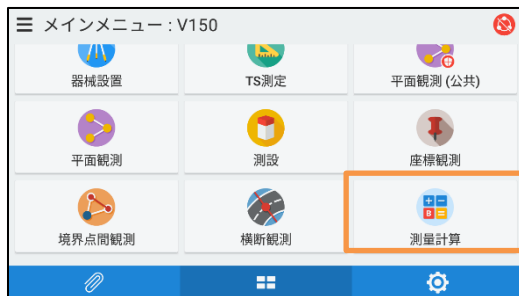 メインメニュー : V150
器械設置
TS測定
平面観測 (公共)
平面観測
測設
座標観測
境界点間観測
横断観測
測量計算